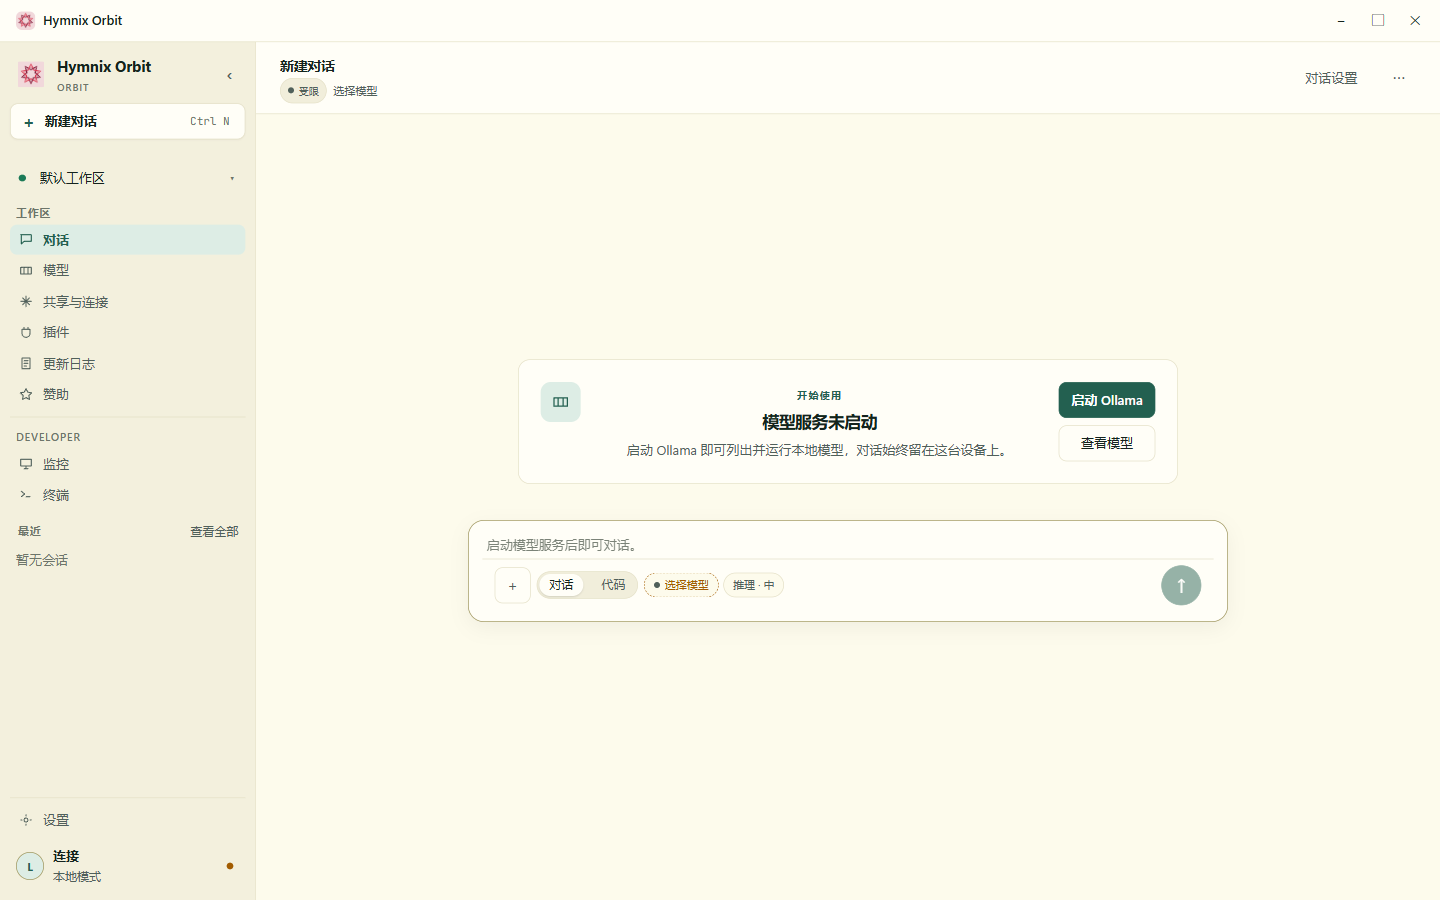 Hymnix Orbit
Hymnix Orbit
ORBIT
+ 新建对话 Ctrl N
默认工作区
工作区
对话
模型
共享与连接
插件
更新日志
赞助
DEVELOPER
监控
终端
最近 查看全部
暂无会话
设置
L
连接
本地模式
新建对话
受限 选择模型
对话设置 ...
开始使用
模型服务未启动
启动 Ollama 即可列出并运行本地模型，对话始终留在这台设备上。
启动 Ollama
查看模型
启动模型服务后即可对话。
+ 对话 代码 选择模型 推理 · 中